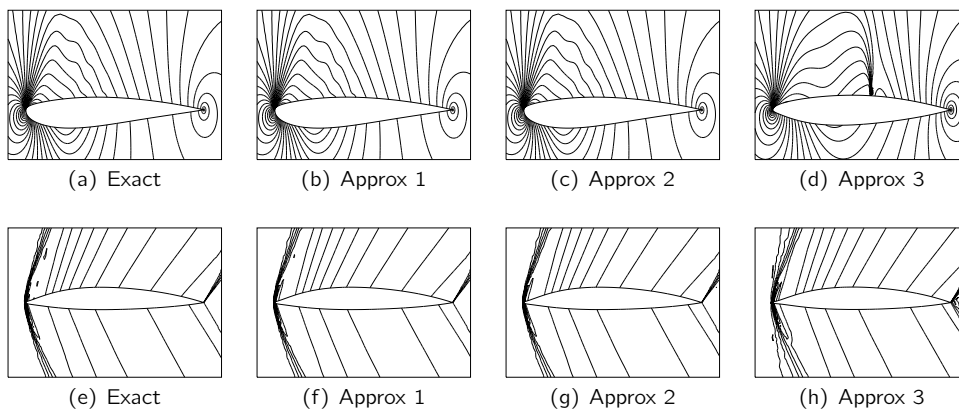 (a) Exact
(b) Approx 1
(c) Approx 2
(d) Approx 3
(e) Exact
(f) Approx 1
(g) Approx 2
(h) Approx 3